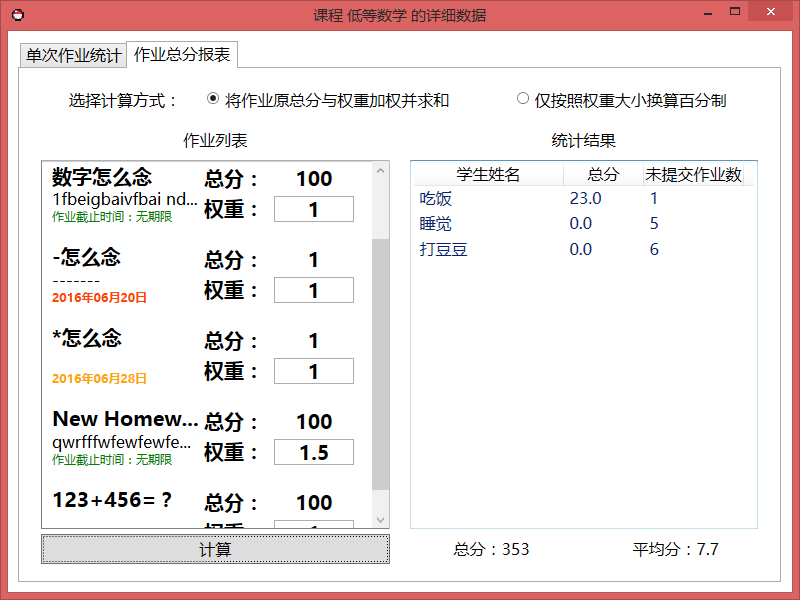 课程 低等数学 的详细数据
单次作业统计 作业总分报表
选择计算方式： 将作业原总分与权重加权并求和 仅按照权重大小换算百分制
作业列表 统计结果
数字怎么念 总分： 100
1fbeigbaivfbai nd...
作业截止时间：无期限 权重： 1
-怎么念 总分： 1
-------
2016年06月20日 权重： 1
*怎么念 总分： 1
权重： 1
2016年06月28日
New Homew... 总分： 100
qwrfffwfewfewfe...
作业截止时间：无期限 权重： 1.5
123+456=？ 总分： 100
学生姓名 总分 未提交作业数
吃饭 23.0 1
睡觉 0.0 5
打豆豆 0.0 6
计算 总分：353 平均分：7.7